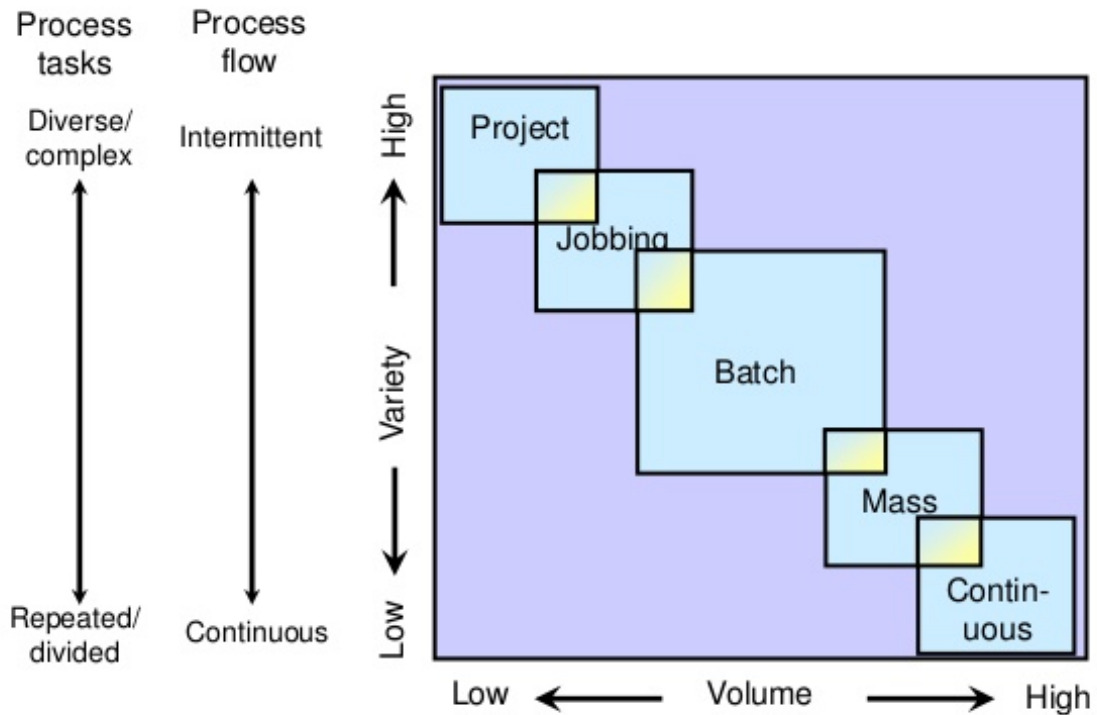 Process
tasks
Process
flow
Diverse/
complex
Intermittent
High
Project
Jobbing
Variety
Batch
Mass
Contin-
uous
Repeated/
divided
Continuous
Low
Low
Volume
High